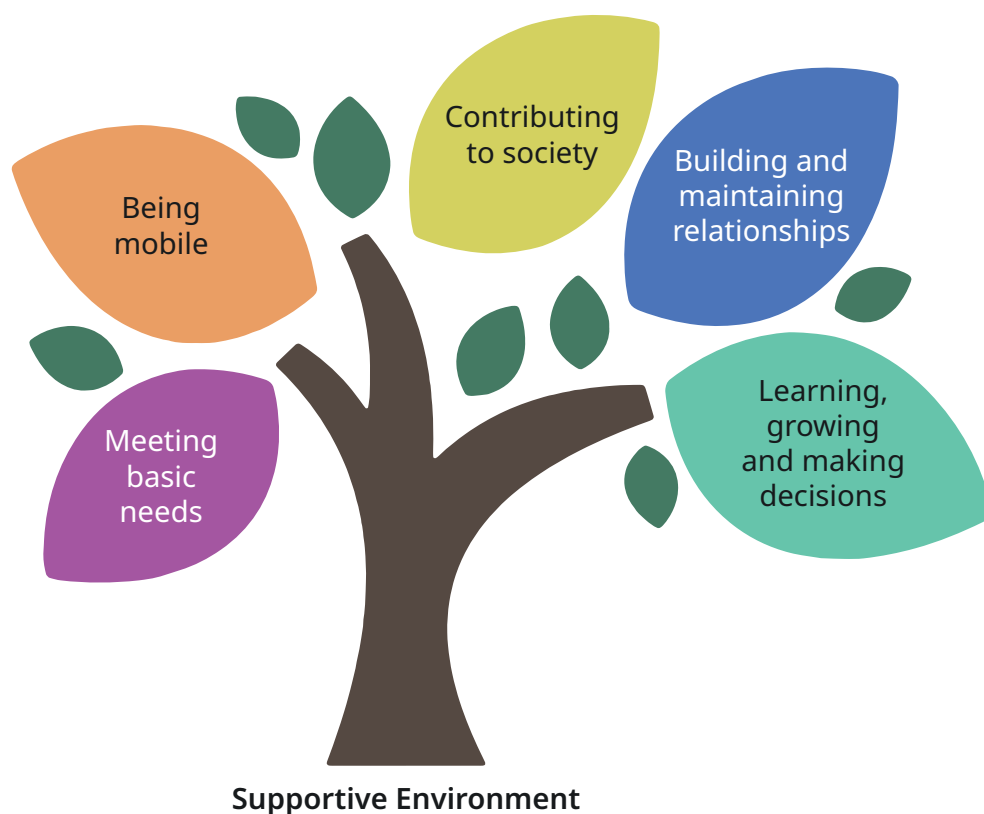 Contributing
to society
Building and
maintaining
relationships
Being
mobile
Learning,
growing
and making
decisions
Meeting
basic
needs
Supportive Environment